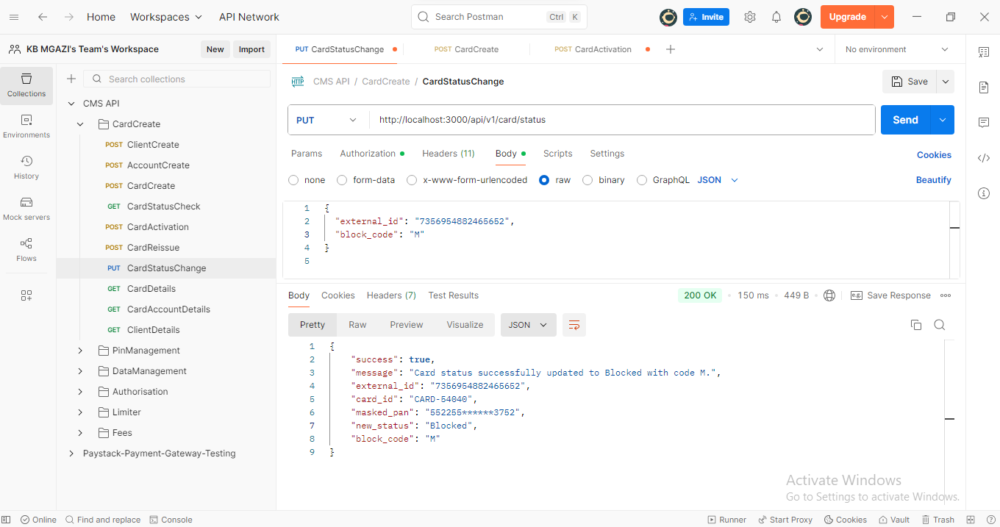 Home Workspaces API Network Search Postman Ctrl K Invite Upgrade
KB MGAZI's Team's Workspace New Import
PUT CardStatusChange POST CardCreate POST CardActivation No environment
Collections
Environments
History
Mock servers
Flows
Search collections
CMS API
CardCreate
POST ClientCreate
POST AccountCreate
POST CardCreate
GET CardStatusCheck
POST CardActivation
POST CardReissue
PUT CardStatusChange
GET CardDetails
GET CardAccountDetails
GET ClientDetails
PinManagement
DataManagement
Authorisation
Limiter
Fees
Paystack-Payment-Gateway-Testing
HTTP CMS API / CardCreate / CardStatusChange Save
PUT http://localhost:3000/api/v1/card/status Send
Params Authorization Headers (11) Body Scripts Settings Cookies
none form-data x-www-form-urlencoded raw binary GraphQL JSON Beautify
1 {
2 "external_id": "7356954882465652",
3 "block_code": "M"
4 }
5
Body Cookies Headers (7) Test Results 200 OK 150 ms 449 B e.g. Save Response
Pretty Raw Preview Visualize JSON
1 {
2 "success": true,
3 "message": "Card status successfully updated to Blocked with code M.",
4 "external_id": "7356954882465652",
5 "card_id": "CARD-54040",
6 "masked_pan": "552255******3752",
7 "new_status": "Blocked",
8 "block_code": "M"
9 }
Activate Windows
Go to Settings to activate Windows.
Online Find and replace Console Runner Start Proxy Cookies Vault Trash